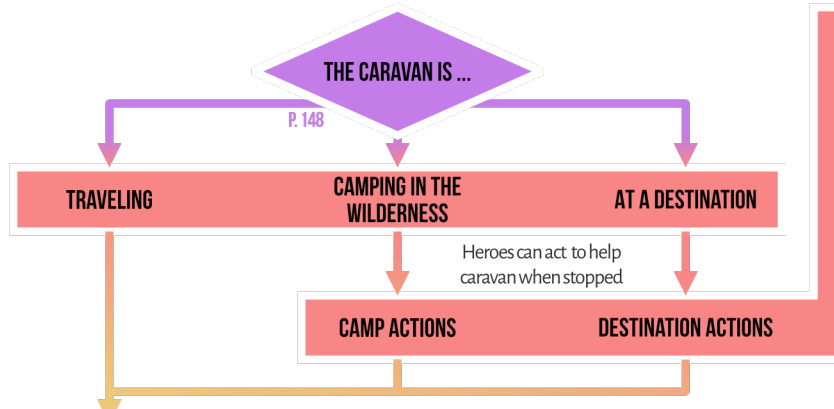 THE CARAVAN IS ...
P. 148
TRAVELING
CAMPING IN THE
WILDERNESS
AT A DESTINATION
Heroes can act to help
caravan when stopped
CAMP ACTIONS
DESTINATION ACTIONS